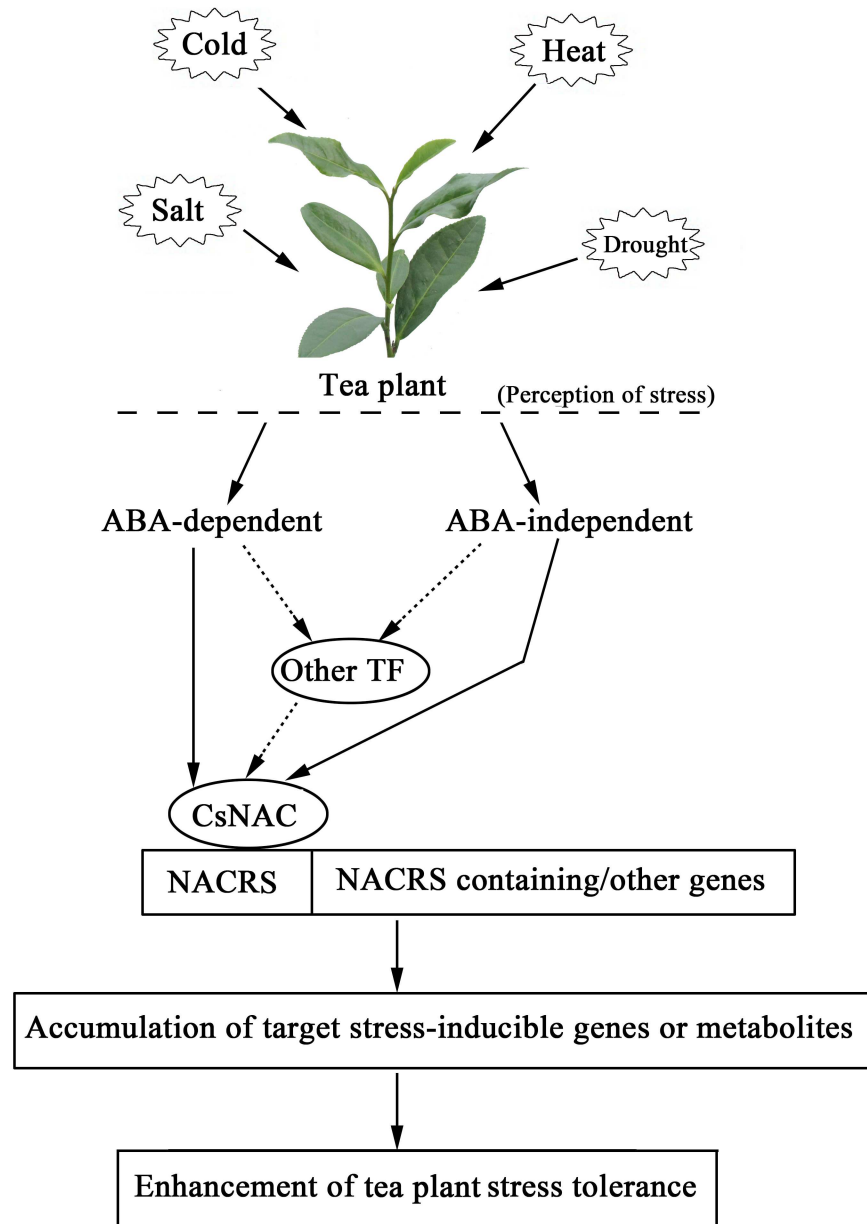 Cold
Heat
Salt
Drought
Tea plant
(Perception of stress)
ABA-dependent
ABA-independent
Other TF
CsNAC
NACRS
NACRS containing/other genes
Accumulation of target stress-inducible genes or metabolites
Enhancement of tea plant stress tolerance